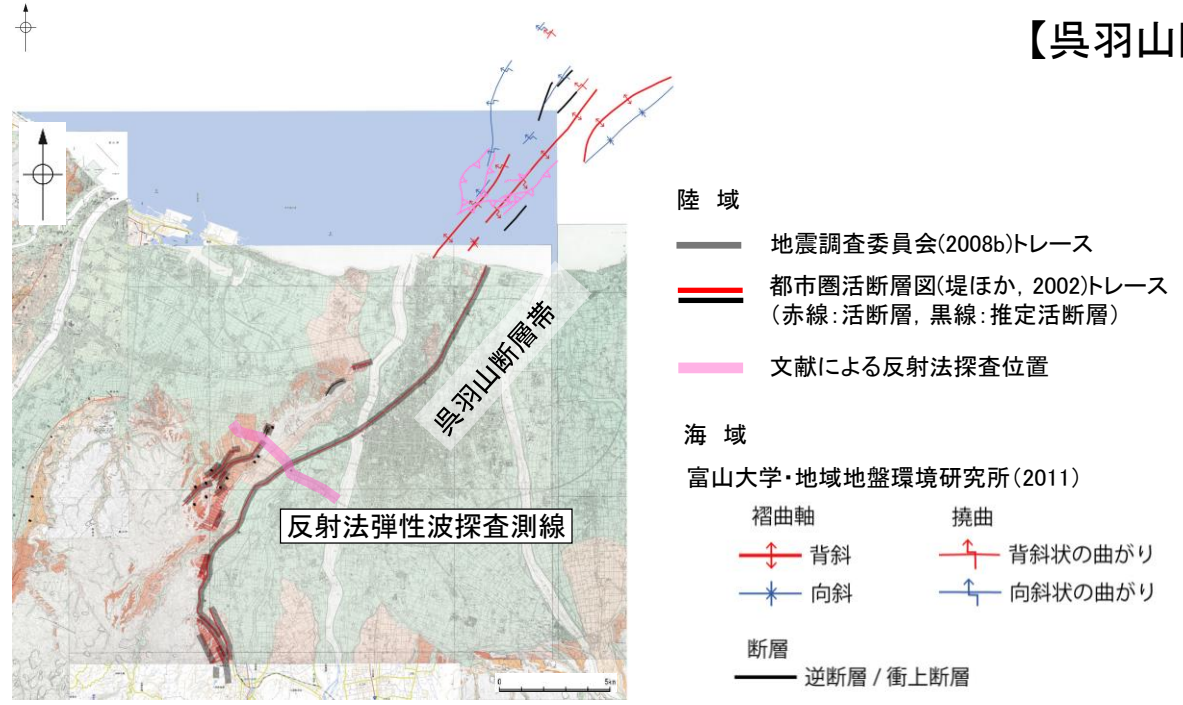 【呉羽山
陸 域
地震調査委員会(2008b)トレース
都市圏活断層図(堤ほか, 2002)トレース
(赤線：活断層, 黒線：推定活断層)
文献による反射法探査位置
呉羽山断層帯
反射法弾性波探査測線
海 域
富山大学・地域地盤環境研究所(2011)
褶曲軸
撓曲
背斜
背斜状の曲がり
向斜
向斜状の曲がり
断層
逆断層 / 衝上断層
0 5km